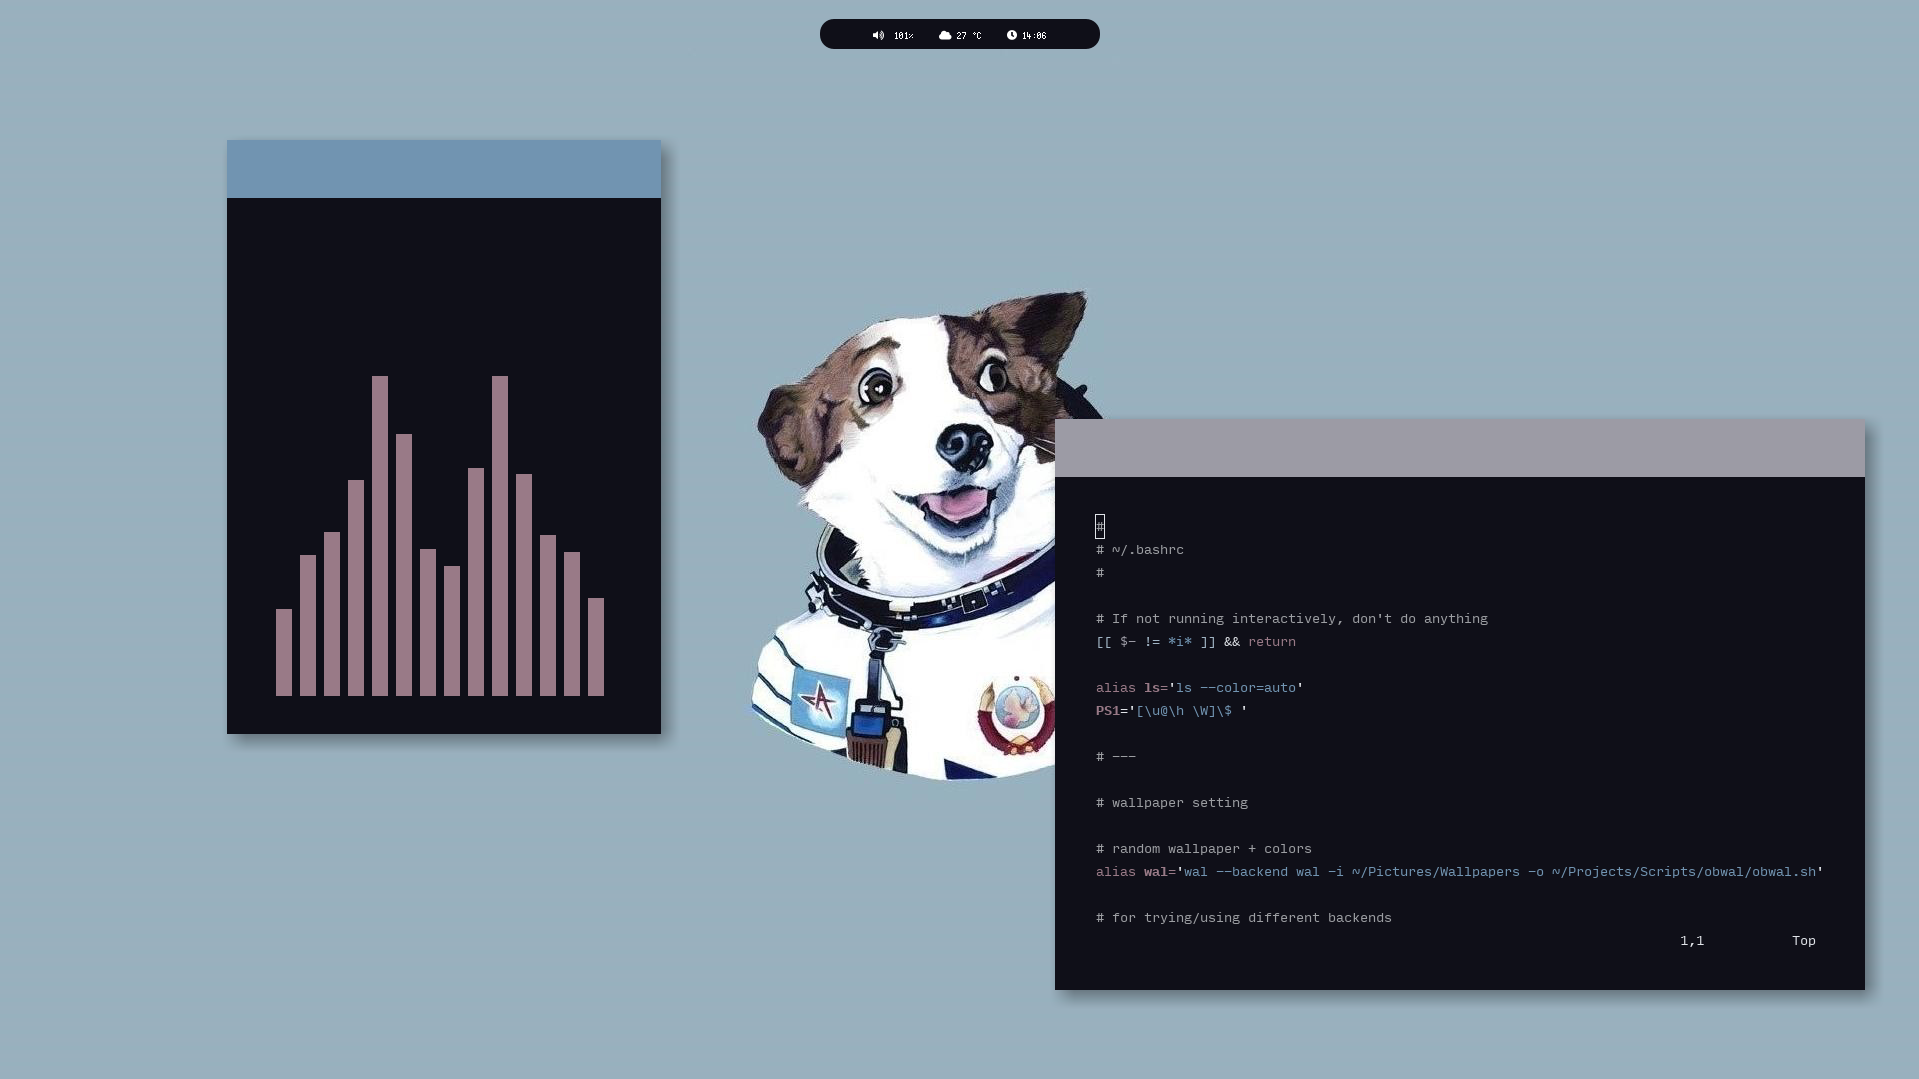 101% 27 °C 14:06
#
# ~/.bashrc
#
# If not running interactively, don't do anything
[[ $- != *i* ]] && return
alias ls='ls --color=auto'
PS1='[\u@\h \W]\$ '
# ---
# wallpaper setting
# random wallpaper + colors
alias wal='wal --backend wal -i ~/Pictures/Wallpapers -o ~/Projects/Scripts/obwal/obwal.sh'
# for trying/using different backends
1,1 Top